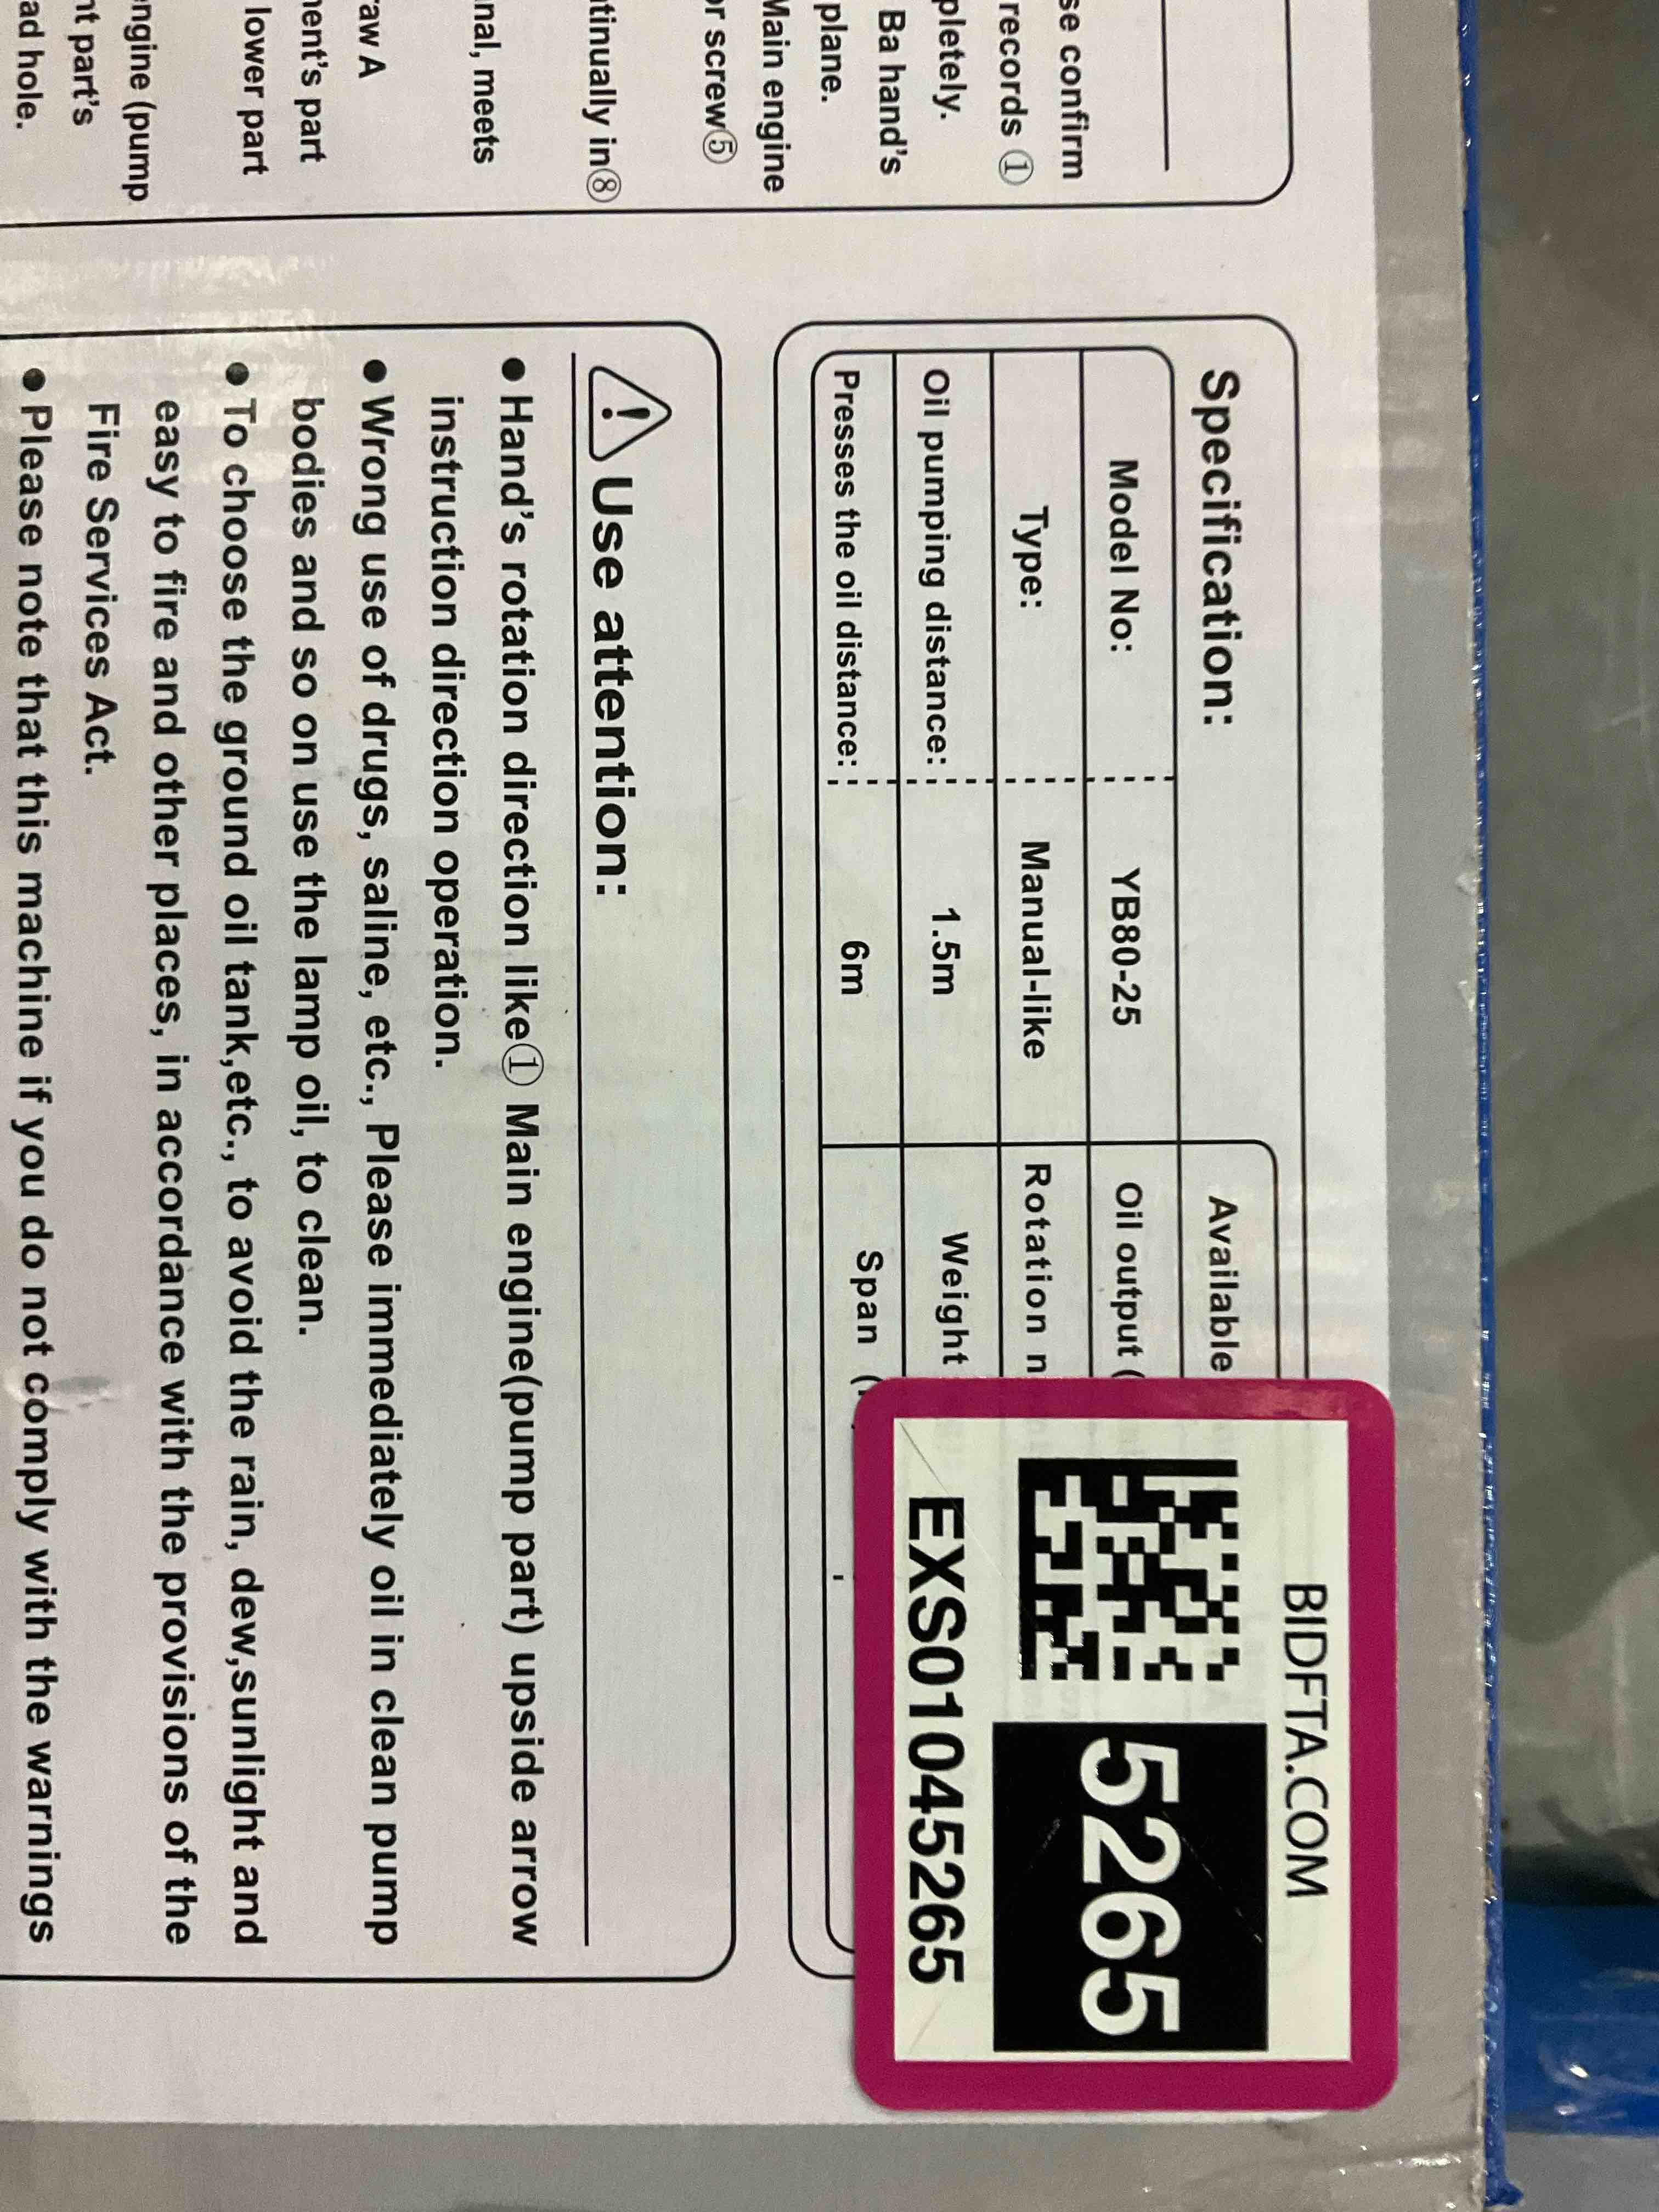 se confirm
records ①
pletely.
Ba hand's
plane.
Main engine
or screw⑤
tinually in⑧
nal, meets
raw A
nent's part
lower part
engine (pump
nt part's
ad hole.
Specification:
Available
Model No: YB80-25 Oil output (
Type: Manual-like Rotation n
Oil pumping distance: 1.5m Weight
Presses the oil distance: 6m Span (
BIDFTA.COM
5265
EXS01045265
Use attention:
● Hand's rotation direction like① Main engine(pump part) upside arrow
instruction direction operation.
● Wrong use of drugs, saline, etc., Please immediately oil in clean pump
bodies and so on use the lamp oil, to clean.
● To choose the ground oil tank,etc., to avoid the rain, dew,sunlight and
easy to fire and other places, in accordance with the provisions of the
Fire Services Act.
● Please note that this machine if you do not comply with the warnings